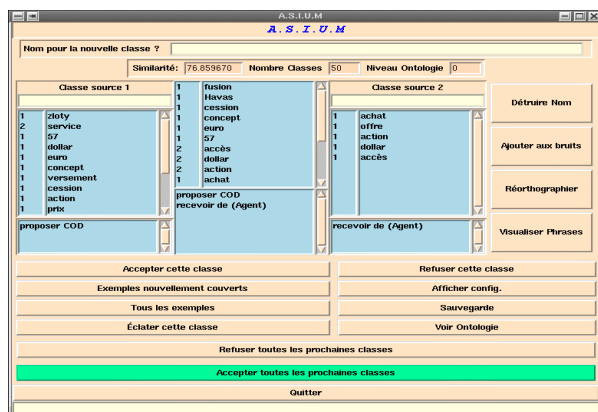 A.S.I.U.M
A.S.I.U.M
Nom pour la nouvelle classe ?
Similarité: 76.859670 Nombre Classes 50 Niveau Ontologie 0
Classe source 1
1 zloty
2 service
1 57
1 dollar
1 euro
1 concept
1 versement
1 cession
1 action
1 prix
proposer COD
1 fusion
1 Havas
1 cession
1 concept
1 euro
1 57
2 accès
2 dollar
2 action
1 achat
proposer COD
recevoir de (Agent)
Classe source 2
1 achat
1 offre
1 action
1 dollar
1 accès
recevoir de (Agent)
Détruire Nom
Ajouter aux bruits
Réorthographier
Visualiser Phrases
Accepter cette classe
Refuser cette classe
Exemples nouvellement couverts
Afficher config.
Tous les exemples
Sauvegarde
Éclater cette classe
Voir Ontologie
Refuser toutes les prochaines classes
Accepter toutes les prochaines classes
Quitter